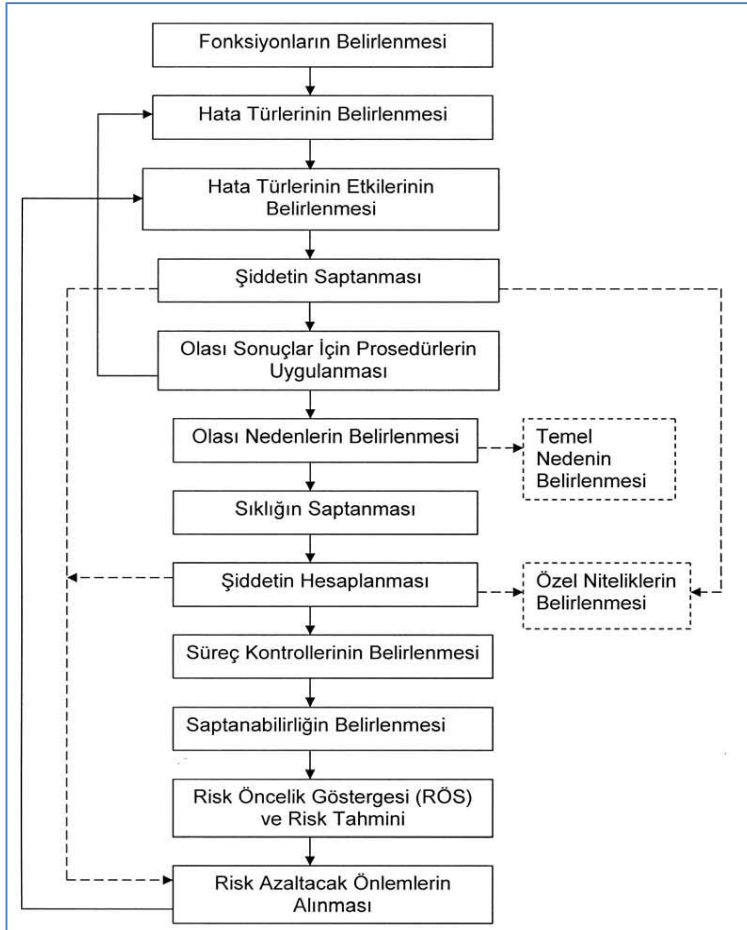 Fonksiyonların Belirlenmesi
Hata Türlerinin Belirlenmesi
Hata Türlerinin Etkilerinin
Belirlenmesi
Şiddetin Saptanması
Olası Sonuçlar İçin Prosedürlerin
Uygulanması
Olası Nedenlerin Belirlenmesi
Temel
Nedenin
Belirlenmesi
Sıklığın Saptanması
Şiddetin Hesaplanması
Özel Niteliklerin
Belirlenmesi
Süreç Kontrollerinin Belirlenmesi
Saptanabilirliğin Belirlenmesi
Risk Öncelik Göstergesi (RÖS)
ve Risk Tahmini
Risk Azaltacak Önlemlerin
Alınması